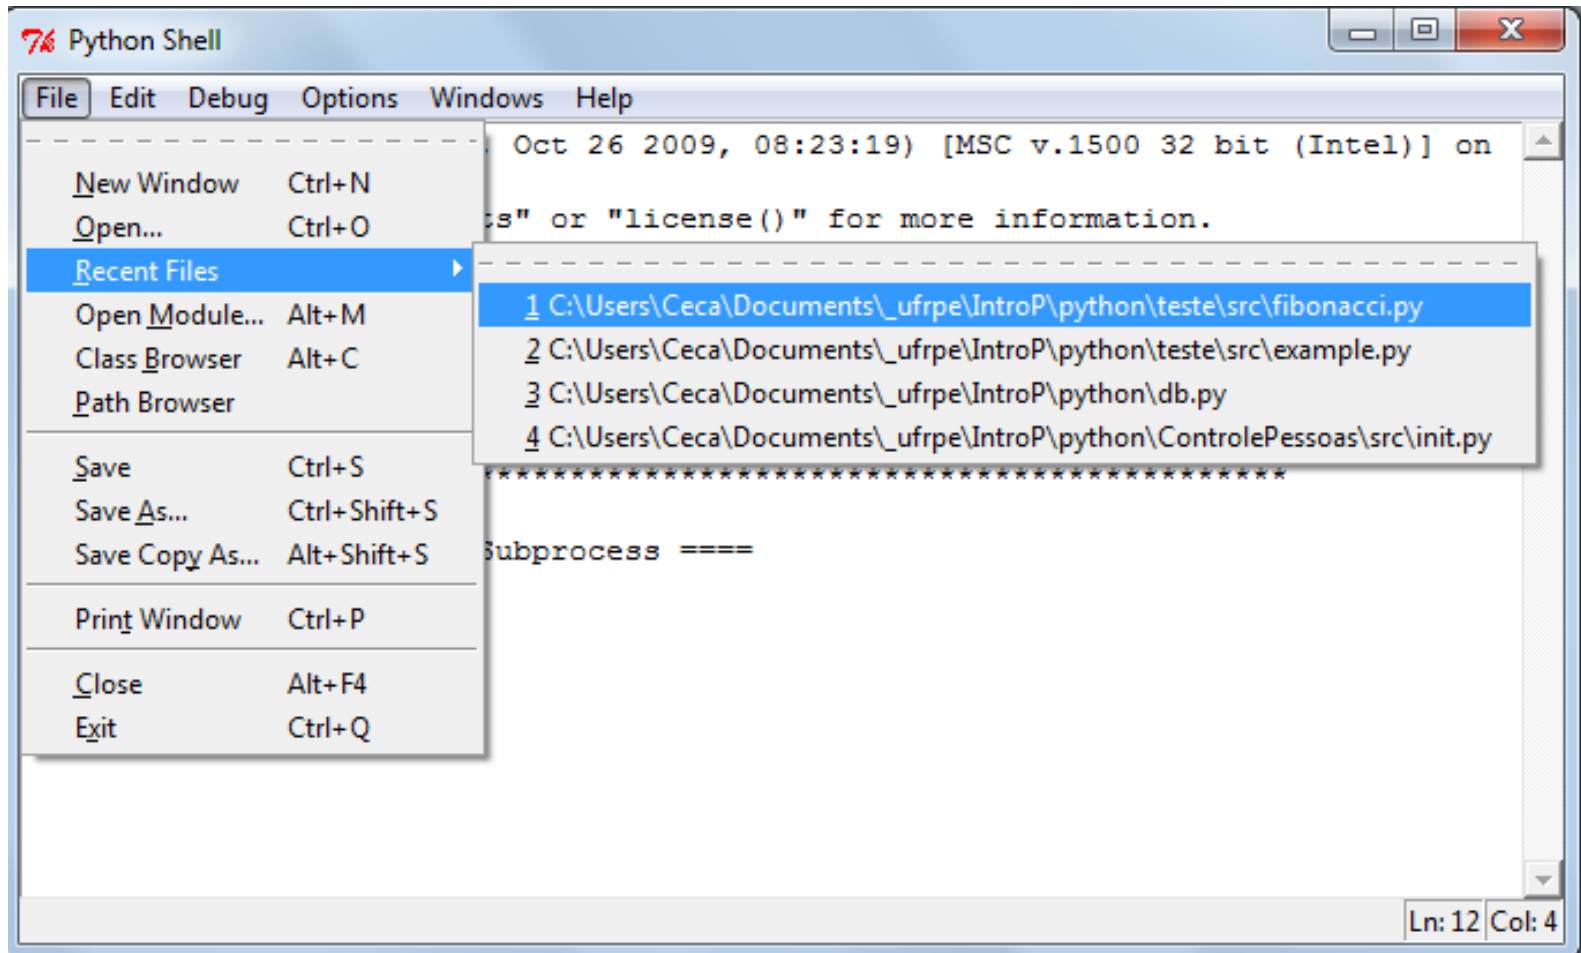 Python Shell
File Edit Debug Options Windows Help
Oct 26 2009, 08:23:19) [MSC v.1500 32 bit (Intel)] on
New Window Ctrl+N
s" or "license()" for more information.
Open... Ctrl+O
Recent Files
1 C:\Users\Ceca\Documents\_ufrpe\IntroP\python\teste\src\fibonacci.py
Open Module... Alt+M
2 C:\Users\Ceca\Documents\_ufrpe\IntroP\python\teste\src\example.py
Class Browser Alt+C
3 C:\Users\Ceca\Documents\_ufrpe\IntroP\python\db.py
Path Browser
4 C:\Users\Ceca\Documents\_ufrpe\IntroP\python\ControlePessoas\src\init.py
Save Ctrl+S
*******************************************
Save As... Ctrl+Shift+S
Save Copy As... Alt+Shift+S
Subprocess ====
Print Window Ctrl+P
Close Alt+F4
Exit Ctrl+Q
Ln: 12 Col: 4